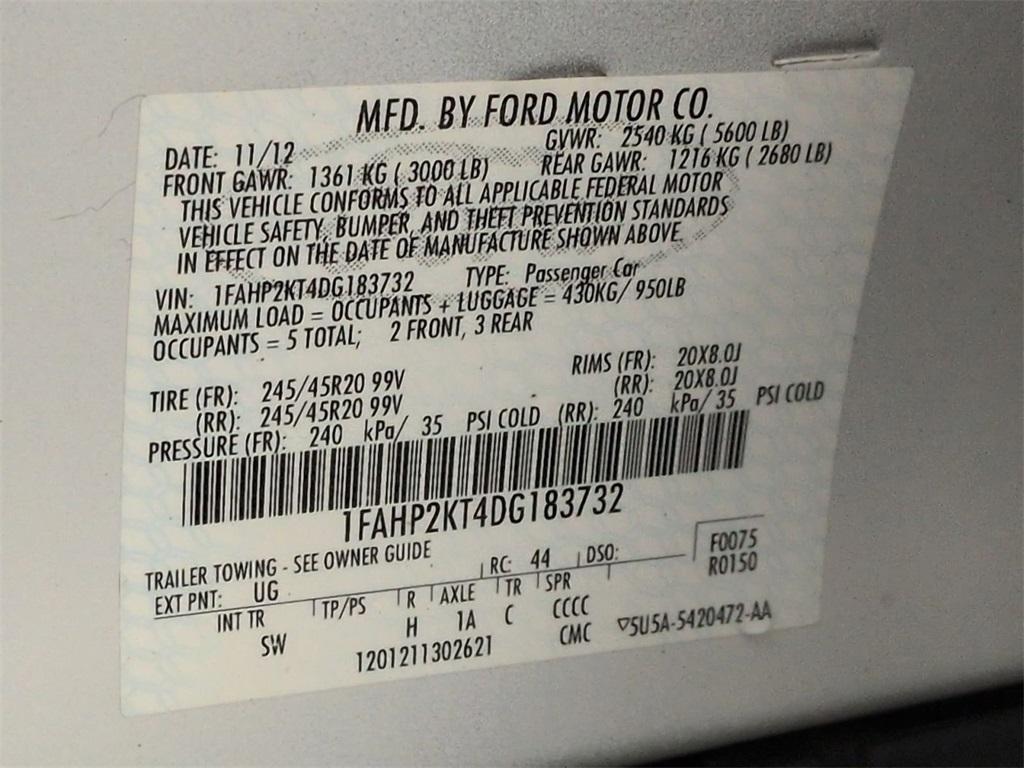 MFD. BY FORD MOTOR CO.
DATE: 11/12 GVWR: 2540 KG ( 5600 LB)
FRONT GAWR: 1361 KG ( 3000 LB) REAR GAWR: 1216 KG ( 2680 LB)
THIS VEHICLE CONFORMS TO ALL APPLICABLE FEDERAL MOTOR
VEHICLE SAFETY, BUMPER, AND THEFT PREVENTION STANDARDS
IN EFFECT ON THE DATE OF MANUFACTURE SHOWN ABOVE.
VIN: 1FAHP2KT4DG183732 TYPE: Passenger Car
MAXIMUM LOAD = OCCUPANTS + LUGGAGE = 430KG/ 950LB
OCCUPANTS = 5 TOTAL; 2 FRONT, 3 REAR
TIRE (FR): 245/45R20 99V RIMS (FR): 20X8.0J
(RR): 245/45R20 99V (RR): 20X8.0J
PRESSURE (FR): 240 kPa/ 35 PSI COLD (RR): 240 kPa/ 35 PSI COLD
1FAHP2KT4DG183732
TRAILER TOWING - SEE OWNER GUIDE
EXT PNT: UG RC: 44 DSO: F0075
R0150
INT TR TP/PS R AXLE TR SPR
SW H 1A C CCCC
1201211302621 CMC ▽5U5A-5420472-AA